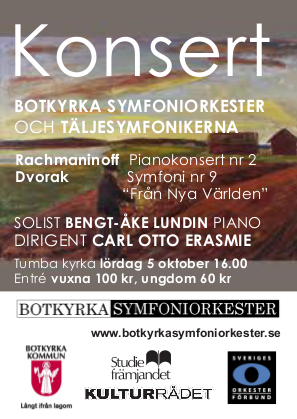 Konsert
BOTKYRKA SYMFONIORKESTER
OCH TÄLJESYMFONIKERNA
Rachmaninoff Pianokonsert nr 2
Dvorak Symfoni nr 9
“Från Nya Världen”
SOLIST BENGT-ÅKE LUNDIN PIANO
DIRIGENT CARL OTTO ERASMIE
Tumba kyrka lördag 5 oktober 16.00
Entré vuxna 100 kr, ungdom 60 kr
BOTKYRKA SYMFONIORKESTER
www.botkyrkasymfoniorkester.se
BOTKYRKA
KOMMUN
Långt ifrån lagom
Studie
främjandet
KULTURRÅDET
SVERIGES
ORKESTER
FÖRBUND